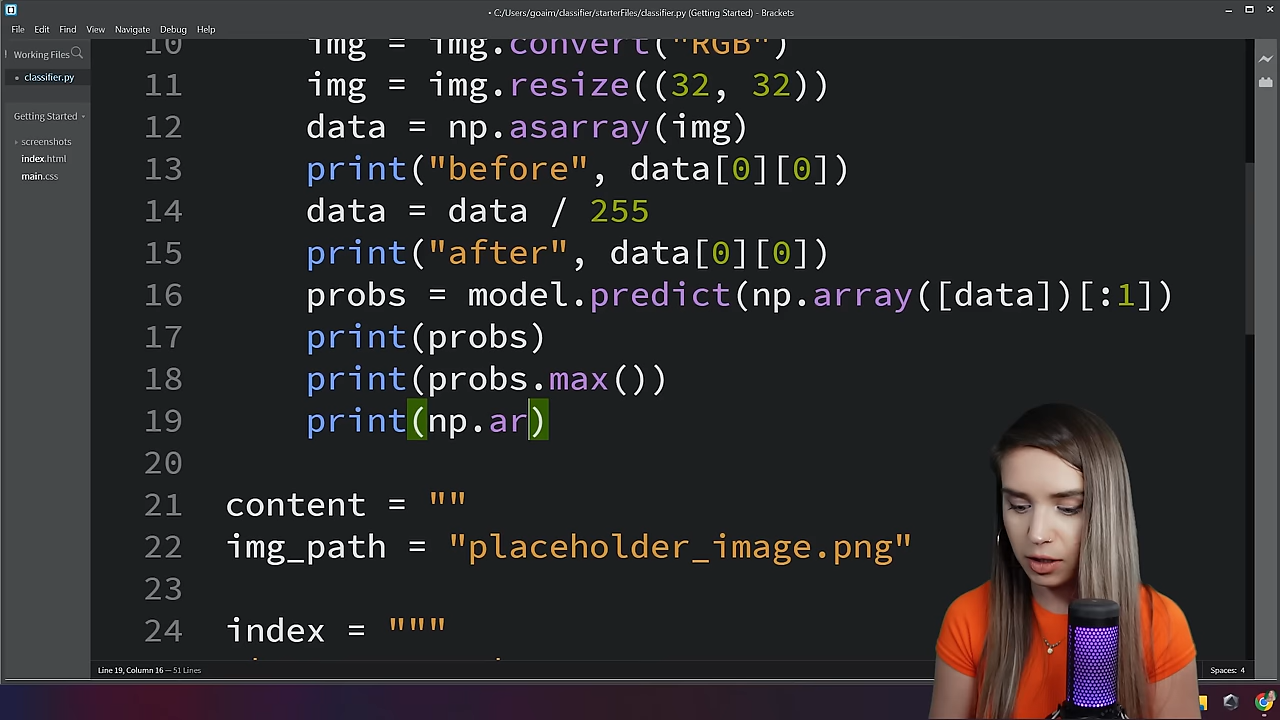 • C:/Users/goaim/classifier/starterFiles/classifier.py (Getting Started) - Brackets
File Edit Find View Navigate Debug Help
Working Files
• classifier.py
Getting Started
screenshots
index.html
main.css
10 img = img.convert("RGB")
11 img = img.resize((32, 32))
12 data = np.asarray(img)
13 print("before", data[0][0])
14 data = data / 255
15 print("after", data[0][0])
16 probs = model.predict(np.array([data])[:1])
17 print(probs)
18 print(probs.max())
19 print(np.ar)
20
21 content = ""
22 img_path = "placeholder_image.png"
23
24 index = """
Line 19, Column 16 — 51 Lines
Spaces: 4